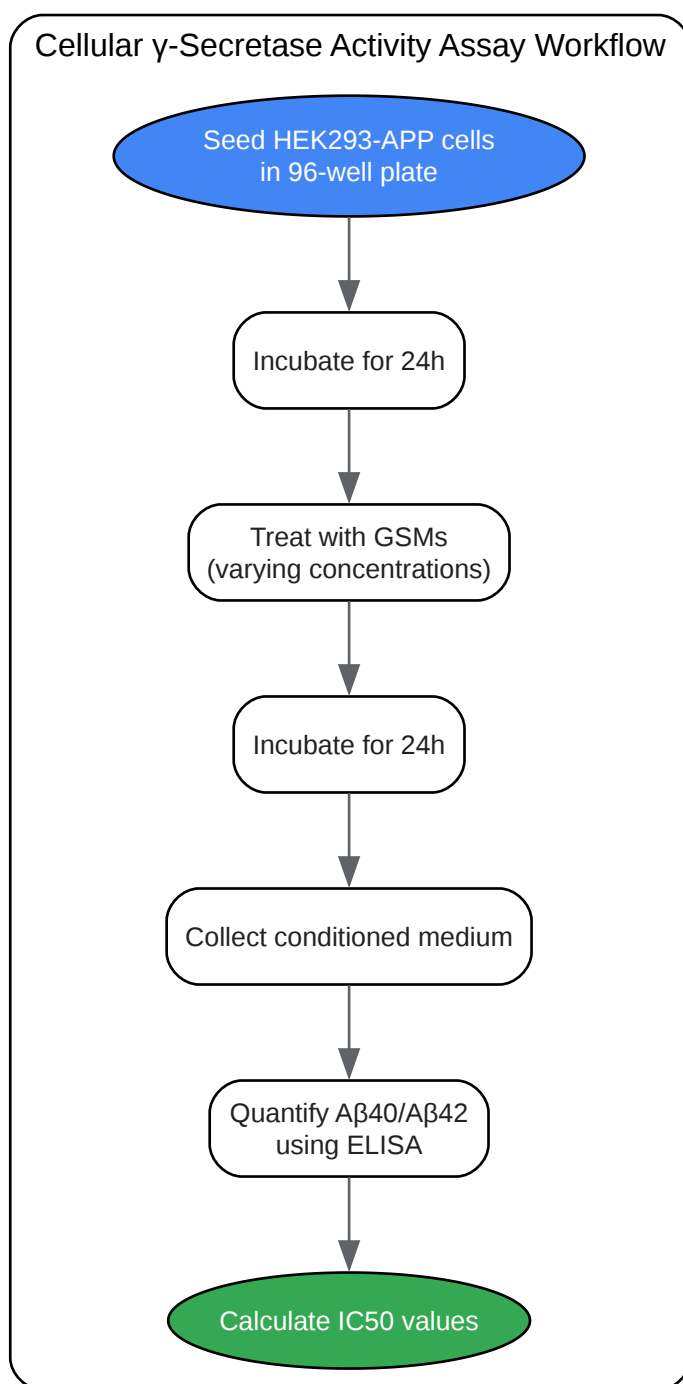 Cellular γ-Secretase Activity Assay Workflow
Seed HEK293-APP cells
in 96-well plate
Incubate for 24h
Treat with GSMs
(varying concentrations)
Incubate for 24h
Collect conditioned medium
Quantify Aβ40/Aβ42
using ELISA
Calculate IC50 values